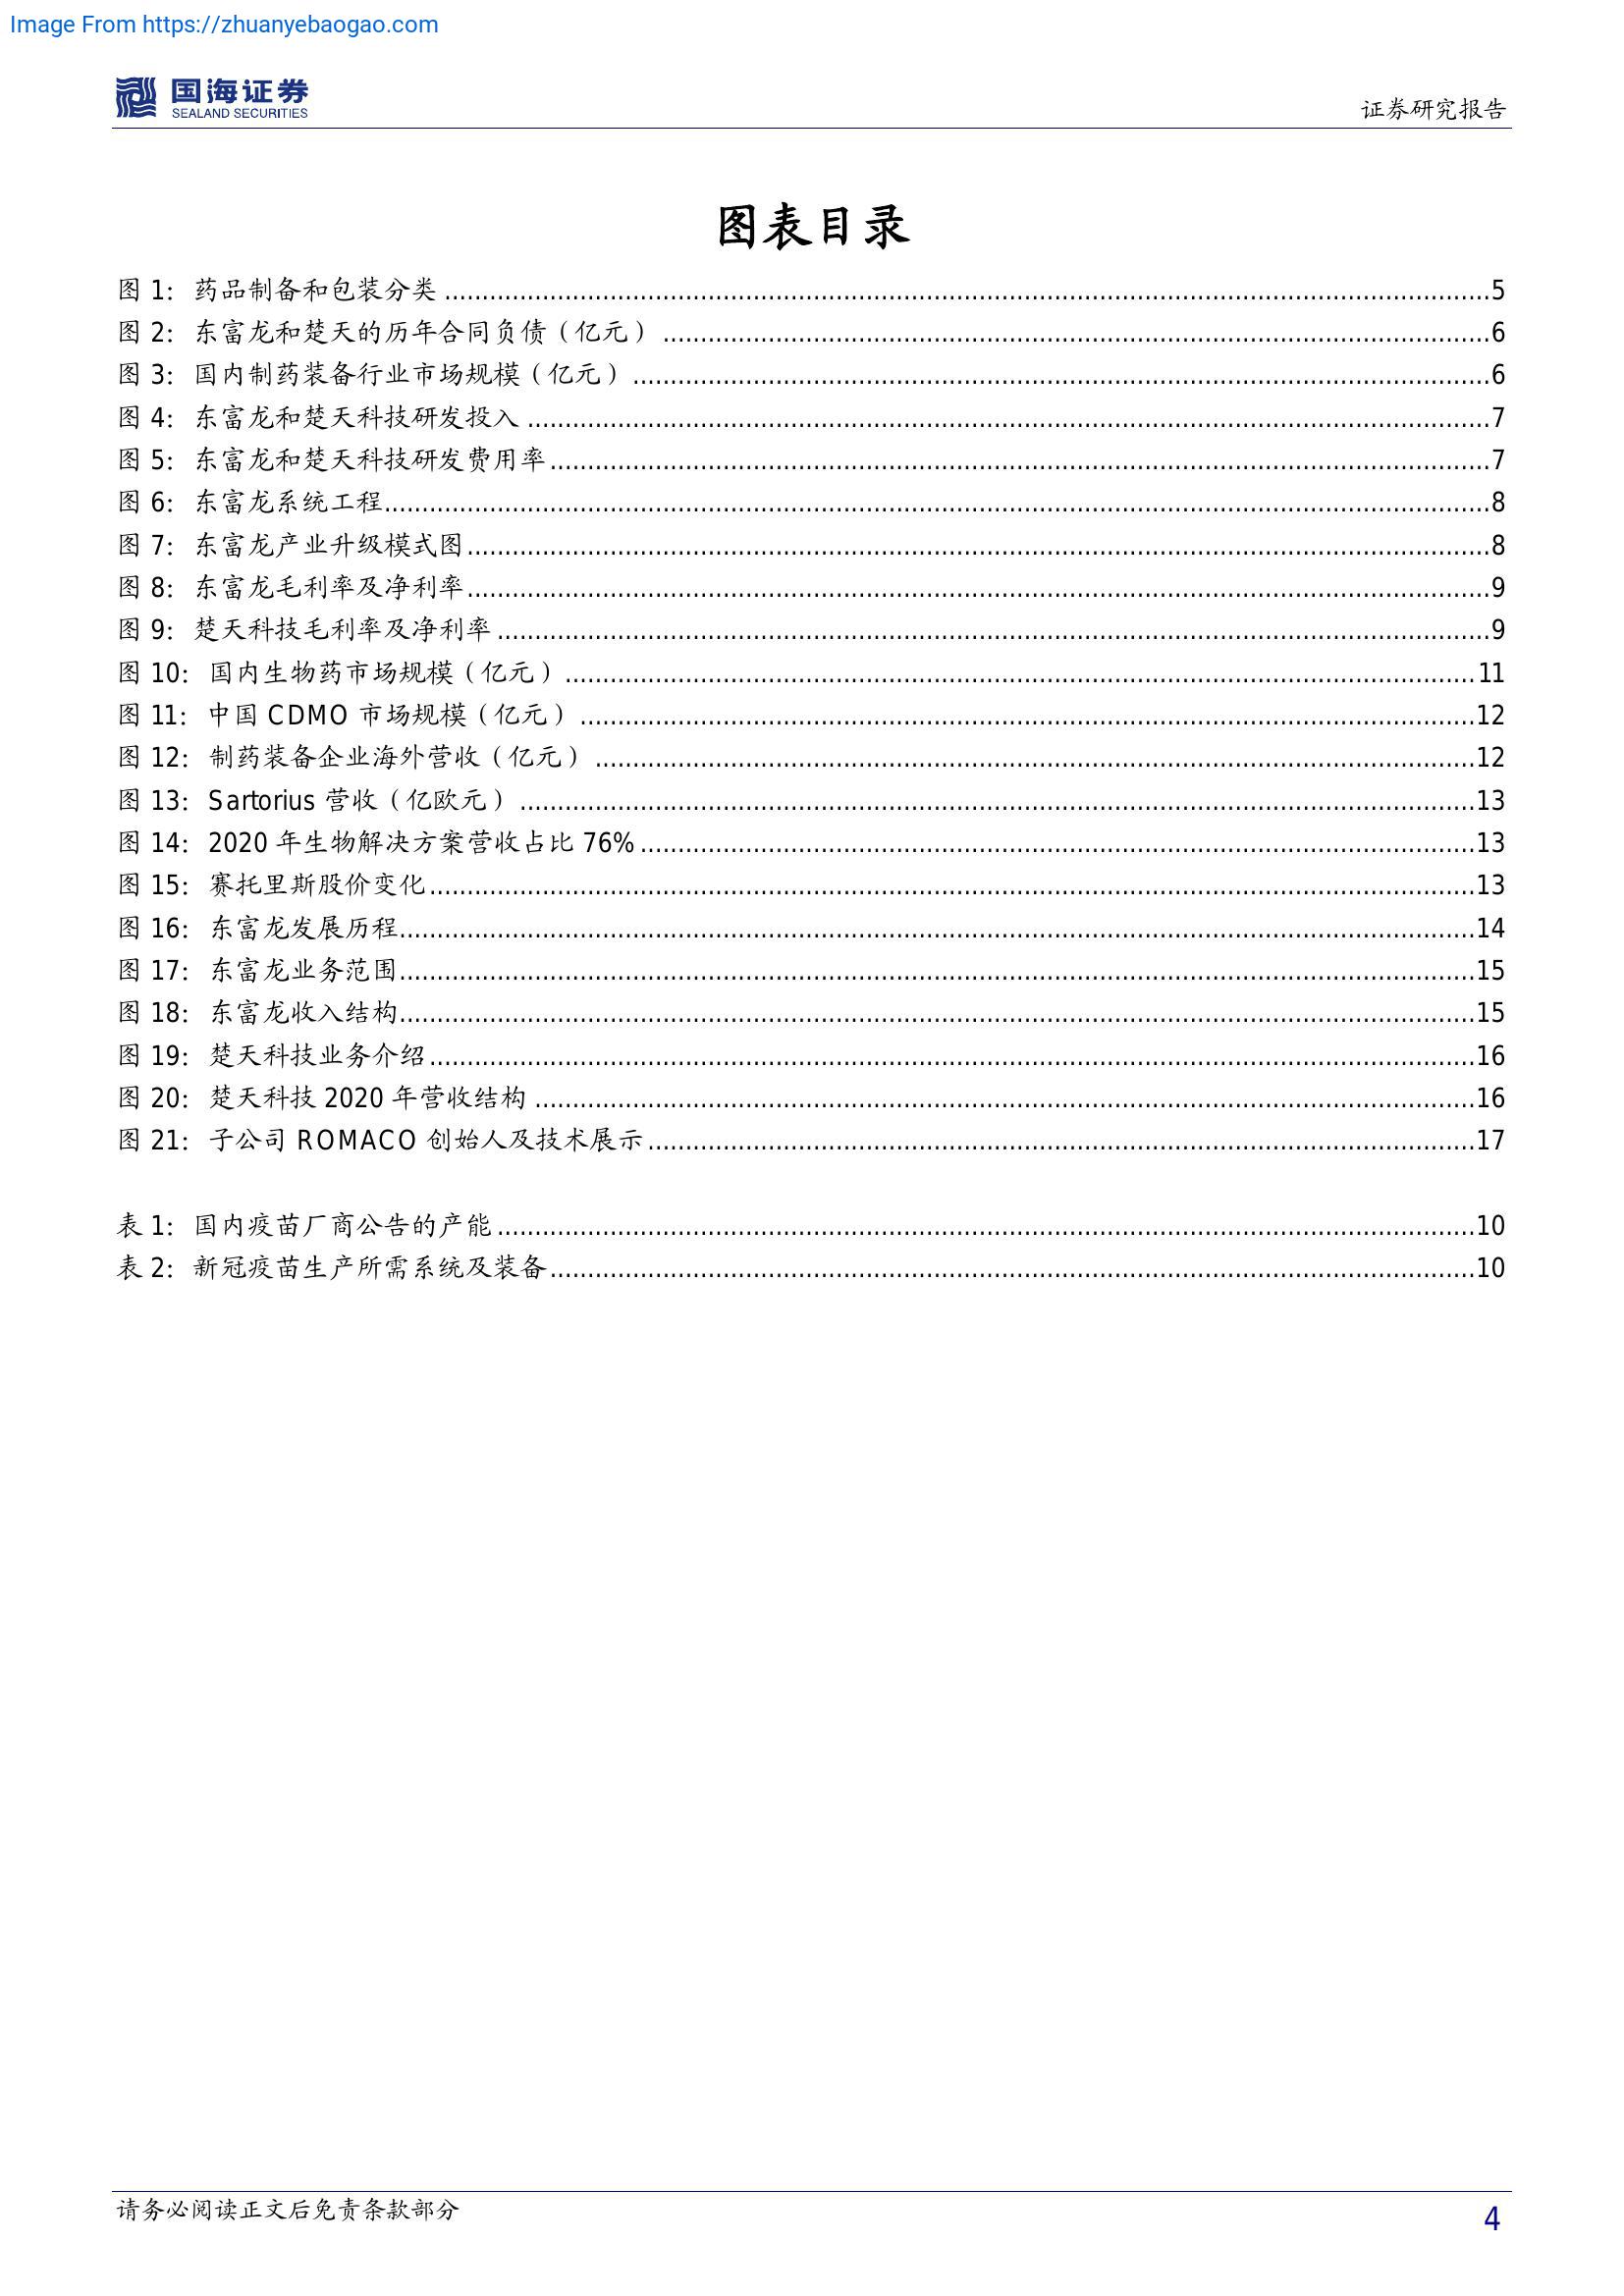 Image From https://zhuanyebaogao.com
国海证券
SEALAND SECURITIES
证券研究报告
图表目录
图 1: 药品制备和包装分类 5
图 2: 东富龙和楚天的历年合同负债（亿元） 6
图 3: 国内制药装备行业市场规模（亿元） 6
图 4: 东富龙和楚天科技研发投入 7
图 5: 东富龙和楚天科技研发费用率 7
图 6: 东富龙系统工程 8
图 7: 东富龙产业升级模式图 8
图 8: 东富龙毛利率及净利率 9
图 9: 楚天科技毛利率及净利率 9
图 10: 国内生物药市场规模（亿元） 11
图 11: 中国 CDMO 市场规模（亿元） 12
图 12: 制药装备企业海外营收（亿元） 12
图 13: Sartorius 营收（亿欧元） 13
图 14: 2020 年生物解决方案营收占比 76% 13
图 15: 赛托里斯股价变化 13
图 16: 东富龙发展历程 14
图 17: 东富龙业务范围 15
图 18: 东富龙收入结构 15
图 19: 楚天科技业务介绍 16
图 20: 楚天科技 2020 年营收结构 16
图 21: 子公司 ROMACO 创始人及技术展示 17
表 1: 国内疫苗厂商公告的产能 10
表 2: 新冠疫苗生产所需系统及装备 10
请务必阅读正文后免责条款部分
4